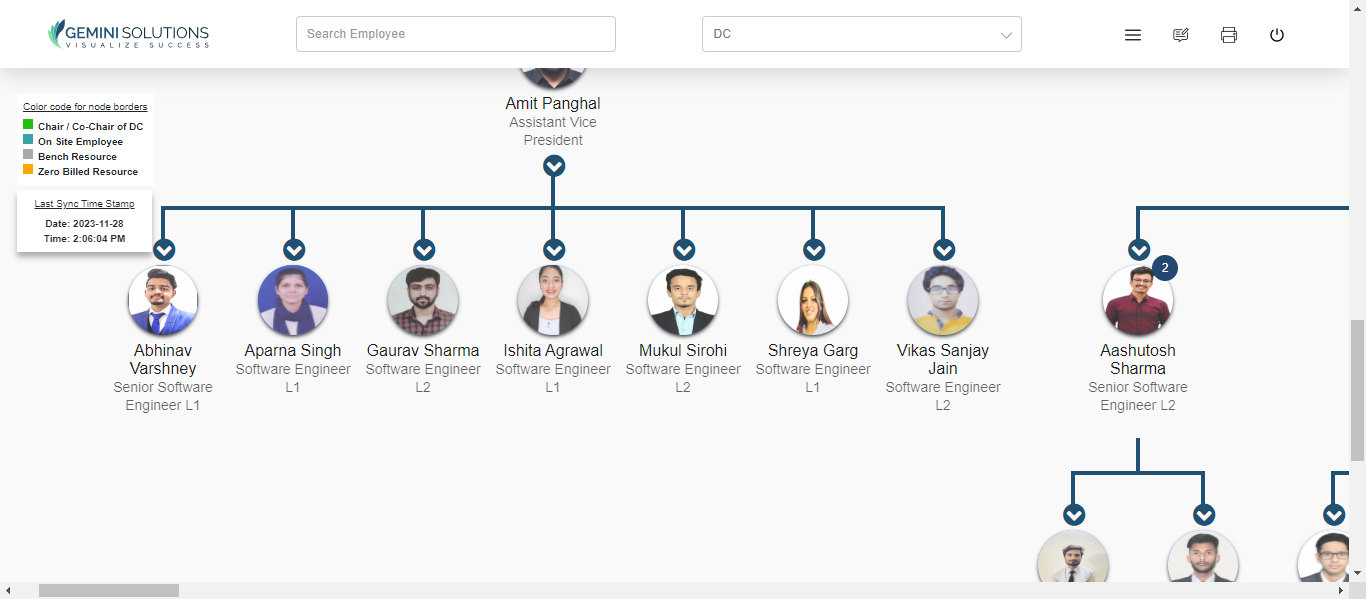 GEMINI SOLUTIONS
VISUALIZE SUCCESS
Search Employee
DC
Color code for node borders
Chair / Co-Chair of DC
On Site Employee
Bench Resource
Zero Billed Resource
Last Sync Time Stamp
Date: 2023-11-28
Time: 2:06:04 PM
Amit Panghal
Assistant Vice
President
Abhinav
Varshney
Senior Software
Engineer L1
Aparna Singh
Software Engineer
L1
Gaurav Sharma
Software Engineer
L2
Ishita Agrawal
Software Engineer
L1
Mukul Sirohi
Software Engineer
L2
Shreya Garg
Software Engineer
L1
Vikas Sanjay
Jain
Software Engineer
L2
2
Aashutosh
Sharma
Senior Software
Engineer L2